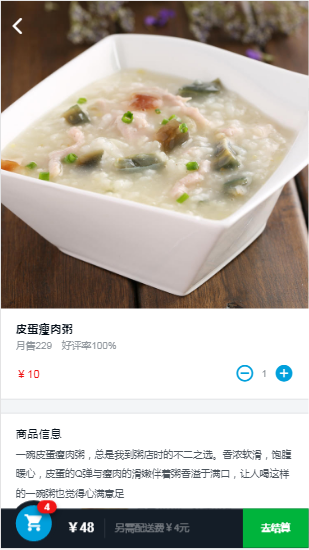 皮蛋瘦肉粥
月售229 好评率100%
￥10 1
商品信息
一碗皮蛋瘦肉粥，总是我到粥店时的不二之选。香浓软滑，饱腹
暖心，皮蛋的Q弹与瘦肉的滑嫩伴着粥香溢于满口，让人喝这样
的一碗粥也觉得心满意足
4
￥48 另需配送费￥4元 去结算